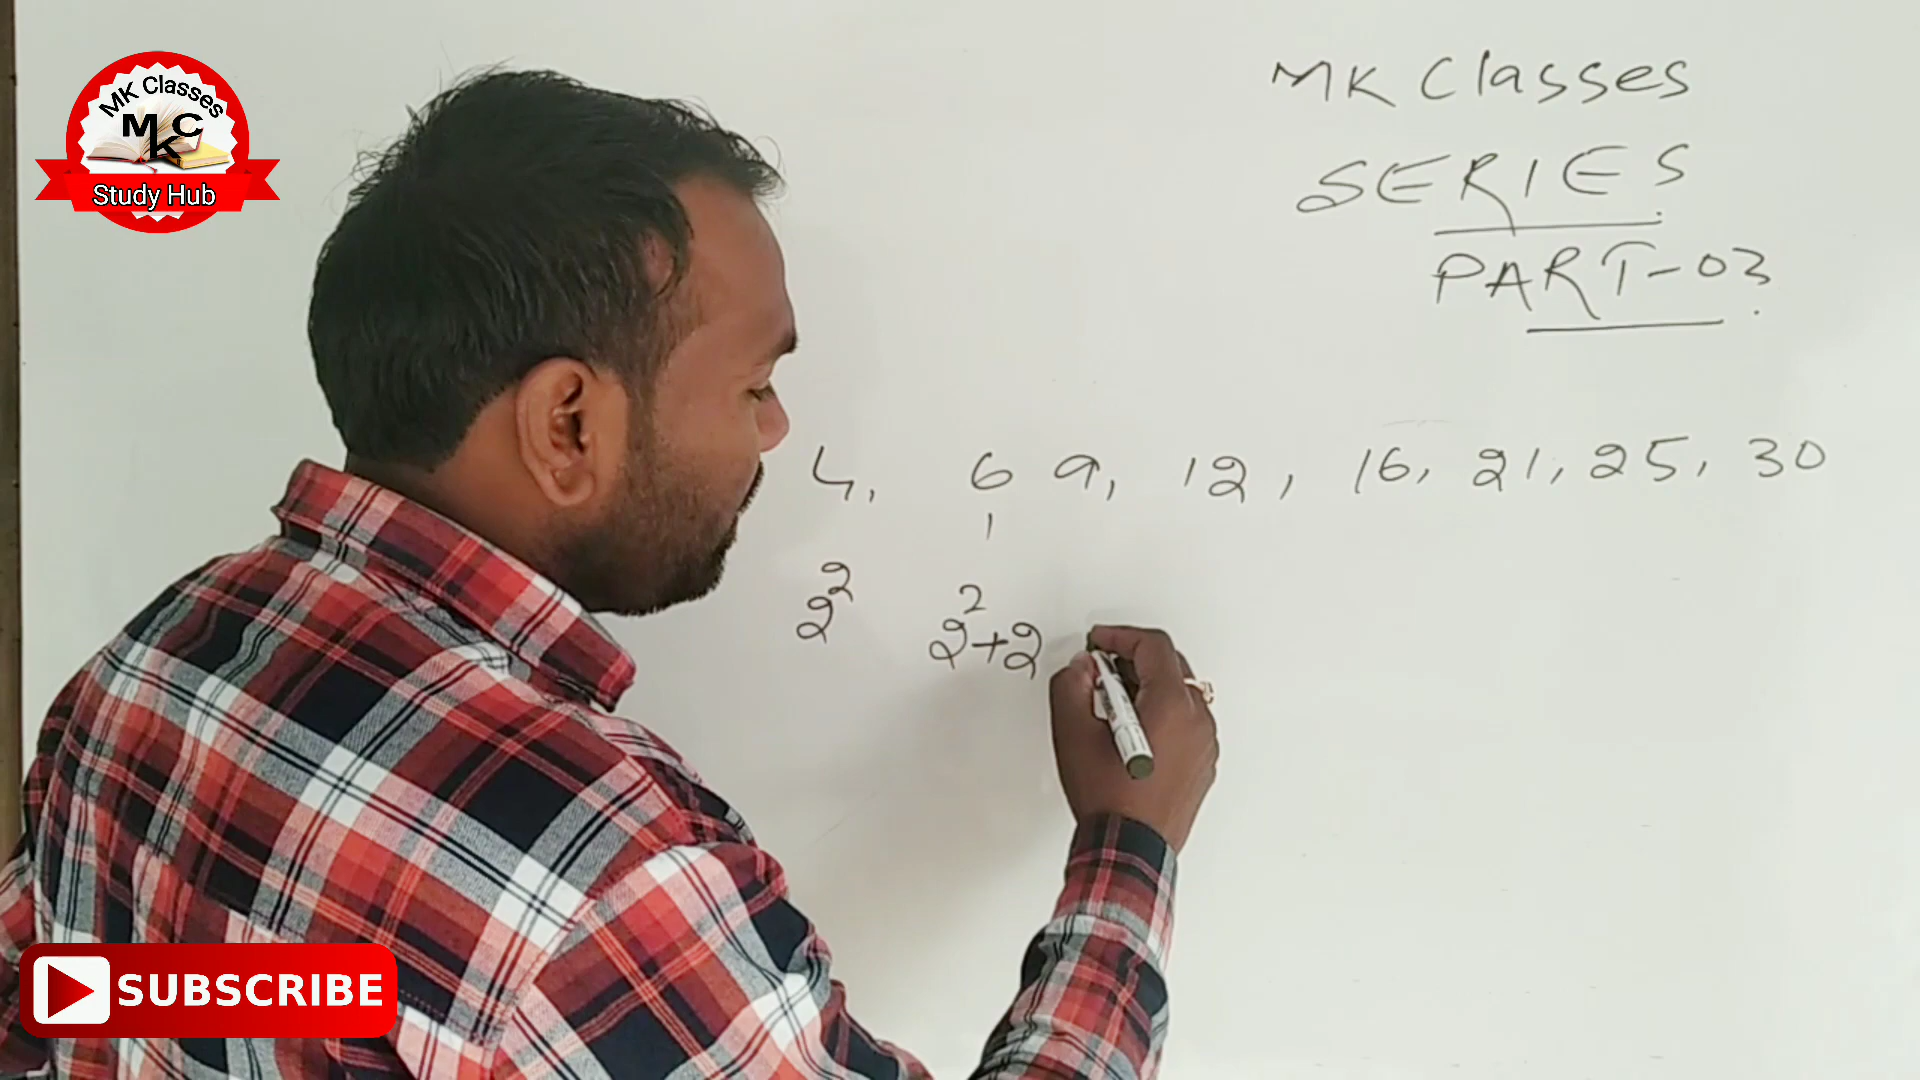 MK Classes
MKC
Study Hub
MK Classes
SERIES
PART-03
4, 6 9, 12, 16, 21, 25, 30
2² 2²+2
SUBSCRIBE